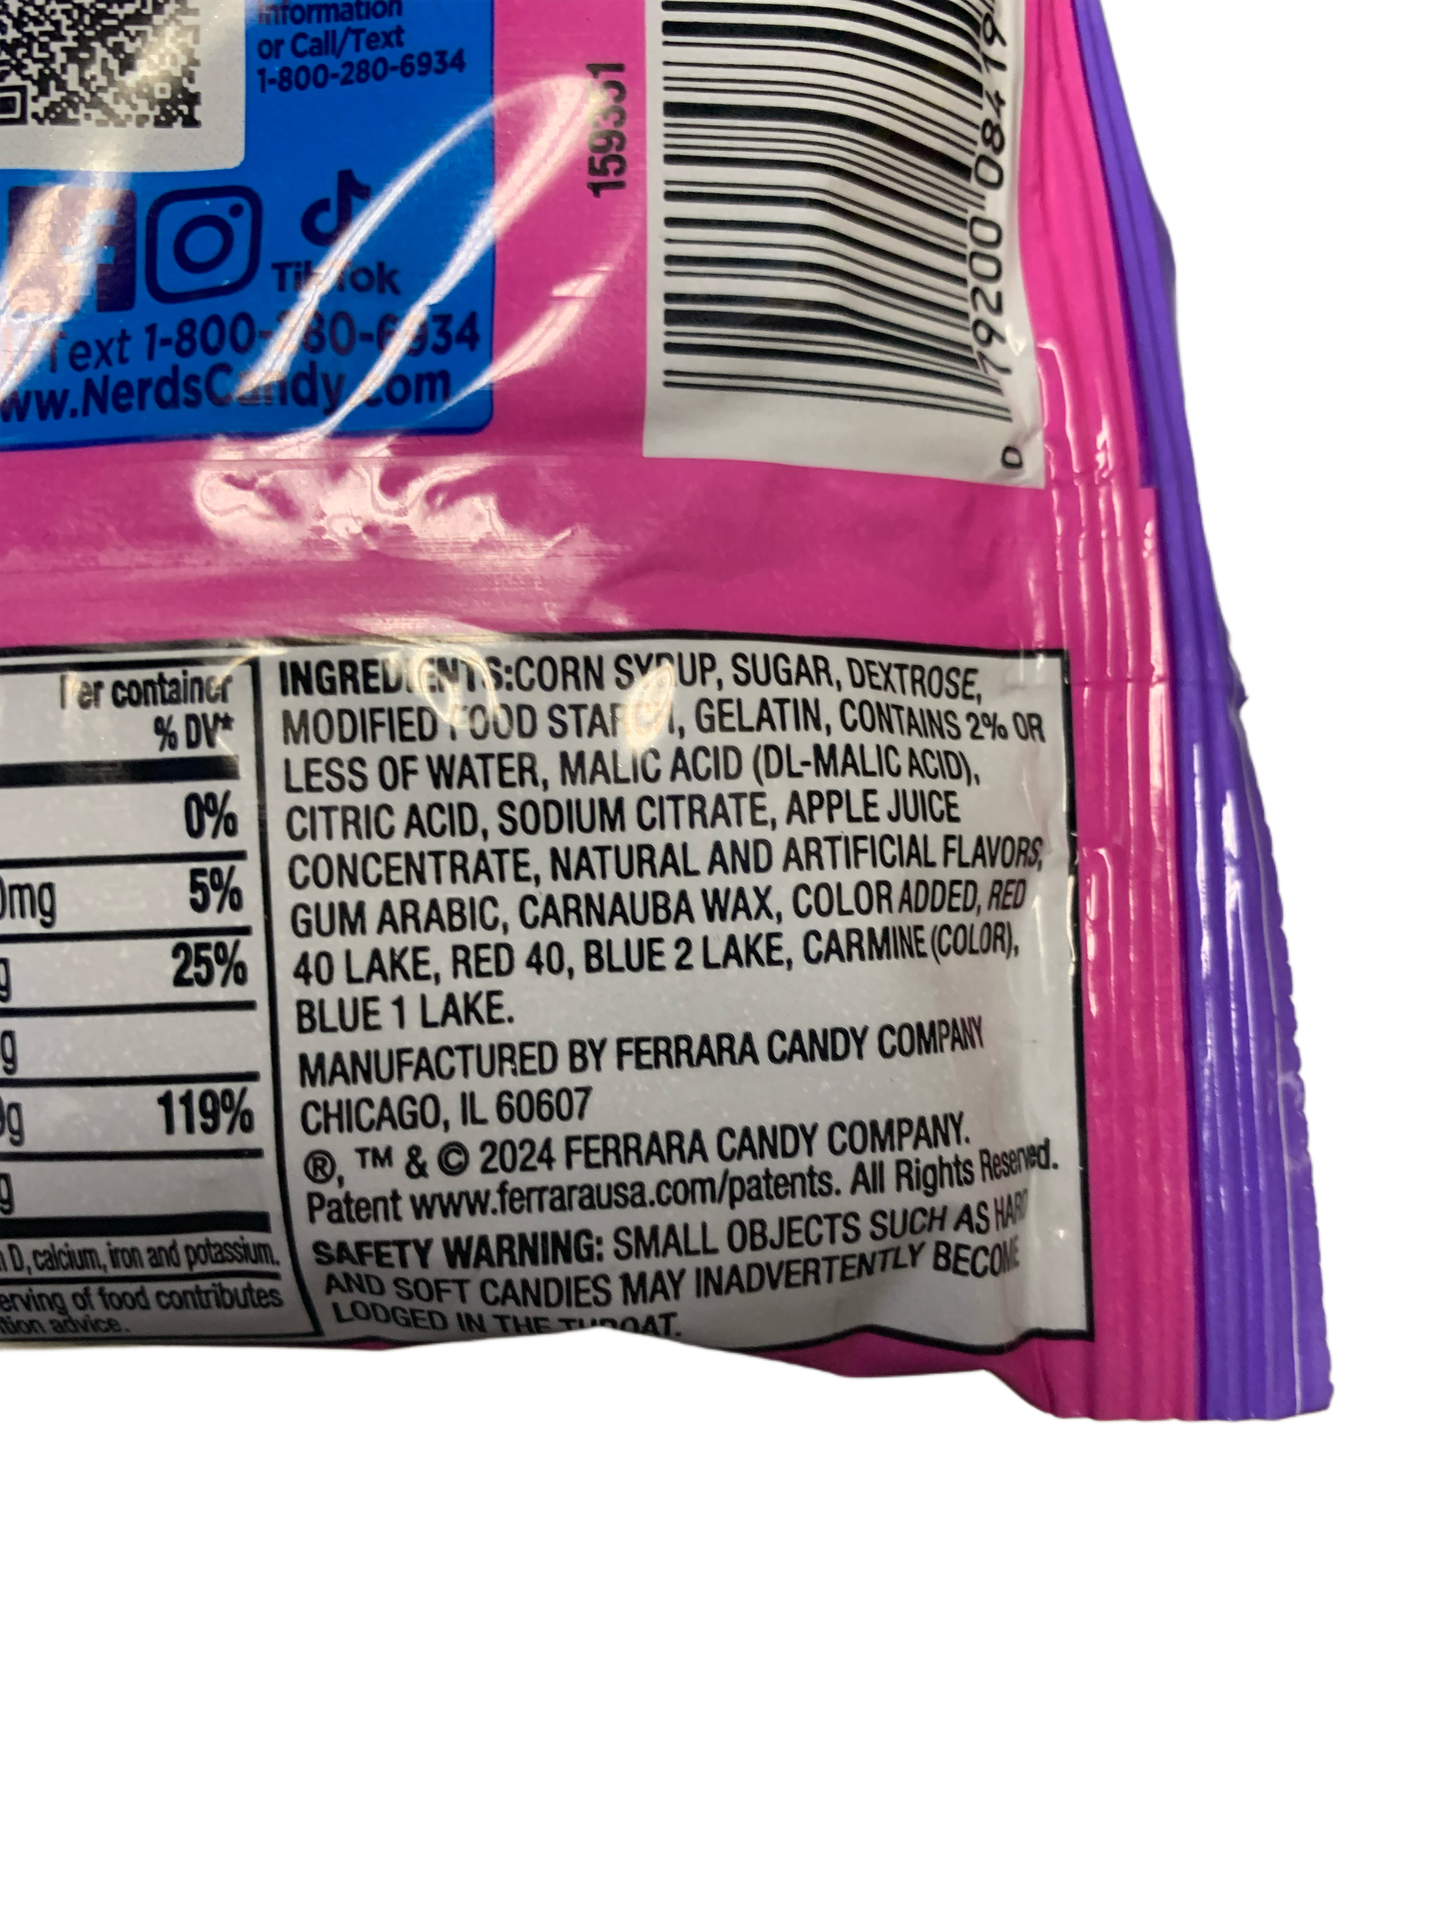 Information
or Call/Text
1-800-280-6934
TikTok
Text 1-800-280-6934
ww.NerdsCandy.com
159351
79200 08419
D
Per container
% DV*
0%
0mg 5%
g 25%
g
9g 119%
g
D, calcium, iron and potassium.
erving of food contributes
tion advice.
INGREDIENTS:CORN SYRUP, SUGAR, DEXTROSE,
MODIFIED FOOD STARCH, GELATIN, CONTAINS 2% OR
LESS OF WATER, MALIC ACID (DL-MALIC ACID),
CITRIC ACID, SODIUM CITRATE, APPLE JUICE
CONCENTRATE, NATURAL AND ARTIFICIAL FLAVORS,
GUM ARABIC, CARNAUBA WAX, COLOR ADDED, RED
40 LAKE, RED 40, BLUE 2 LAKE, CARMINE (COLOR),
BLUE 1 LAKE.
MANUFACTURED BY FERRARA CANDY COMPANY
CHICAGO, IL 60607
®, ™ & © 2024 FERRARA CANDY COMPANY.
Patent www.ferrarausa.com/patents. All Rights Reserved.
SAFETY WARNING: SMALL OBJECTS SUCH AS HARD
AND SOFT CANDIES MAY INADVERTENTLY BECOME
LODGED IN THE THROAT.